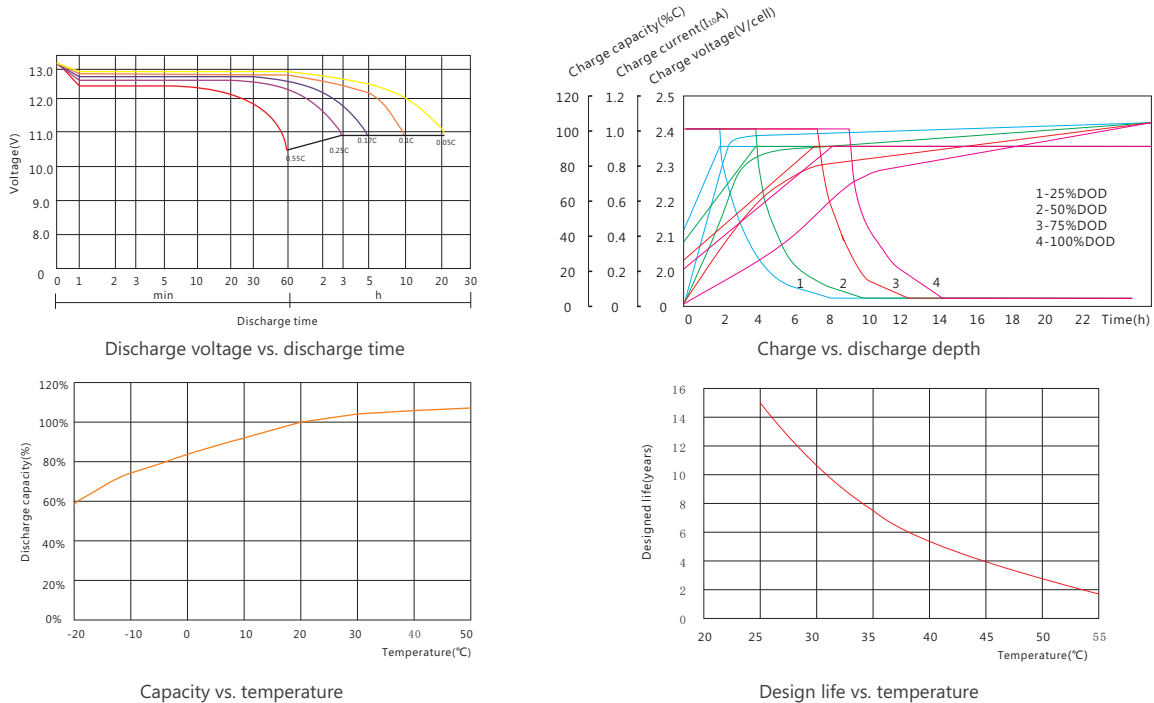 13.0
12.0
11.0
10.0
9.0
8.0
0
Voltage(V)
0.55C
0.25C
0.17C
0.1C
0.05C
0 1 2 3 5 10 20 30 60 2 3 5 10 20 30
min h
Discharge time
Discharge voltage vs. discharge time
Charge capacity(%C)
Charge current(I₁₀A)
Charge voltage(V/cell)
120 1.2 2.5
100 1.0 2.4
80 0.8 2.3
60 0.6 2.2
40 0.4 2.1
20 0.2 2.0
0 0 0
1-25%DOD
2-50%DOD
3-75%DOD
4-100%DOD
1 2 3 4
0 2 4 6 8 10 12 14 16 18 20 22 Time(h)
Charge vs. discharge depth
120%
100%
80%
60%
40%
20%
0%
Discharge capacity(%)
-20 -10 0 10 20 30 40 50
Temperature(℃)
Capacity vs. temperature
16
14
12
10
8
6
4
2
0
Designed life(years)
20 25 30 35 40 45 50 55
Temperature(℃)
Design life vs. temperature